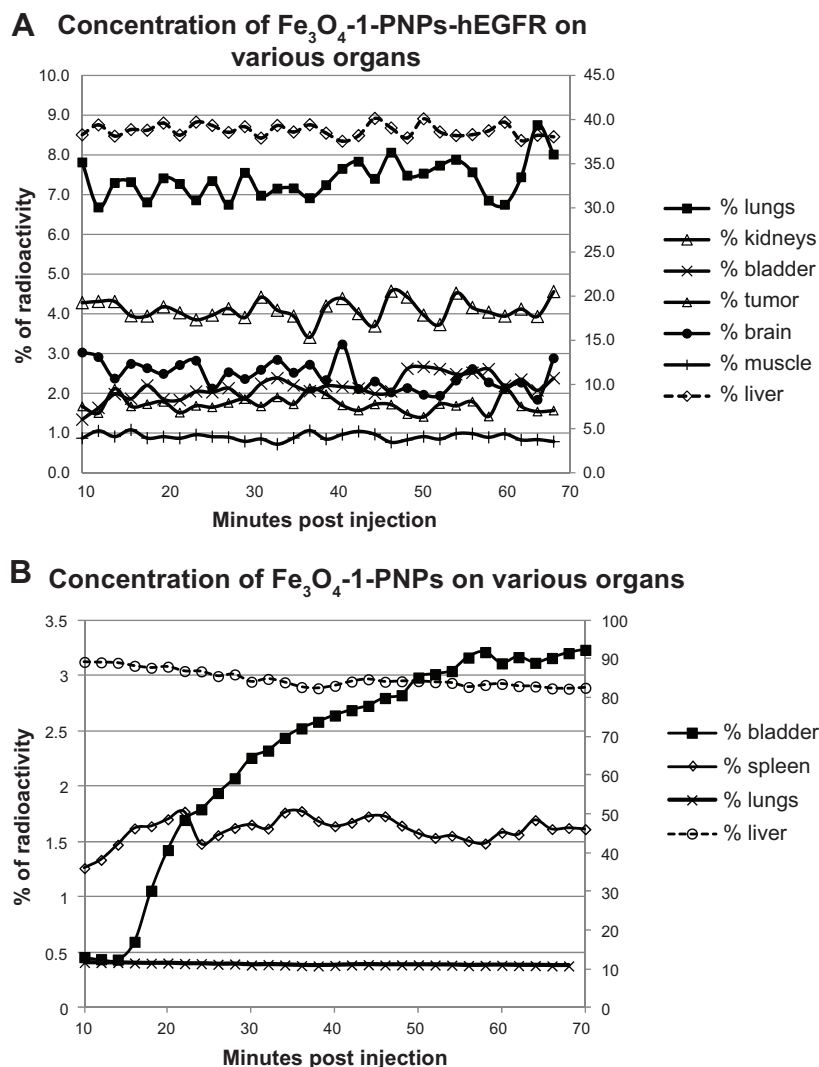 A Concentration of Fe3O4-1-PNPs-hEGFR on
various organs
10.0
9.0
8.0
7.0
6.0
5.0
4.0
3.0
2.0
1.0
0.0
% of radioactivity
45.0
40.0
35.0
30.0
25.0
20.0
15.0
10.0
5.0
0.0
10 20 30 40 50 60 70
Minutes post injection
% lungs
% kidneys
% bladder
% tumor
% brain
% muscle
% liver
B Concentration of Fe3O4-1-PNPs on various organs
3.5
3
2.5
2
1.5
1
0.5
0
% of radioactivity
100
90
80
70
60
50
40
30
20
10
0
10 20 30 40 50 60 70
Minutes post injection
% bladder
% spleen
% lungs
% liver